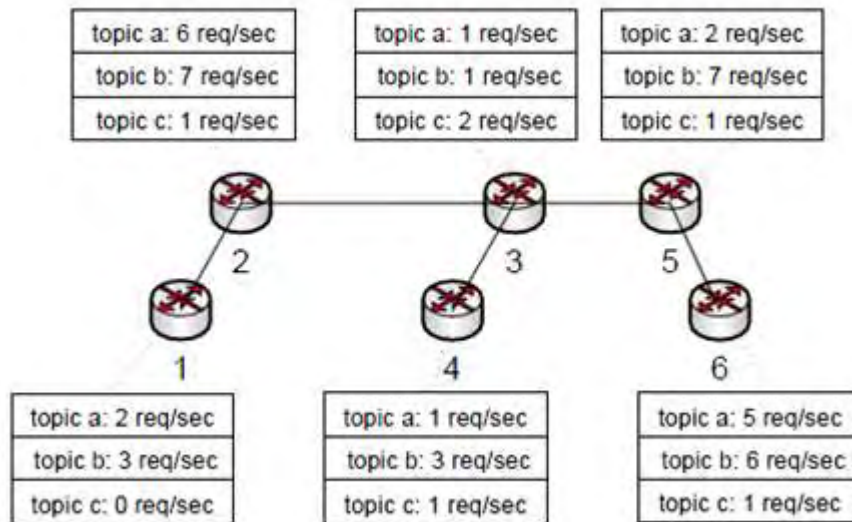 topic a: 6 req/sec
topic b: 7 req/sec
topic c: 1 req/sec
topic a: 1 req/sec
topic b: 1 req/sec
topic c: 2 req/sec
topic a: 2 req/sec
topic b: 7 req/sec
topic c: 1 req/sec
2
3
5
1
4
6
topic a: 2 req/sec
topic b: 3 req/sec
topic c: 0 req/sec
topic a: 1 req/sec
topic b: 3 req/sec
topic c: 1 req/sec
topic a: 5 req/sec
topic b: 6 req/sec
topic c: 1 req/sec